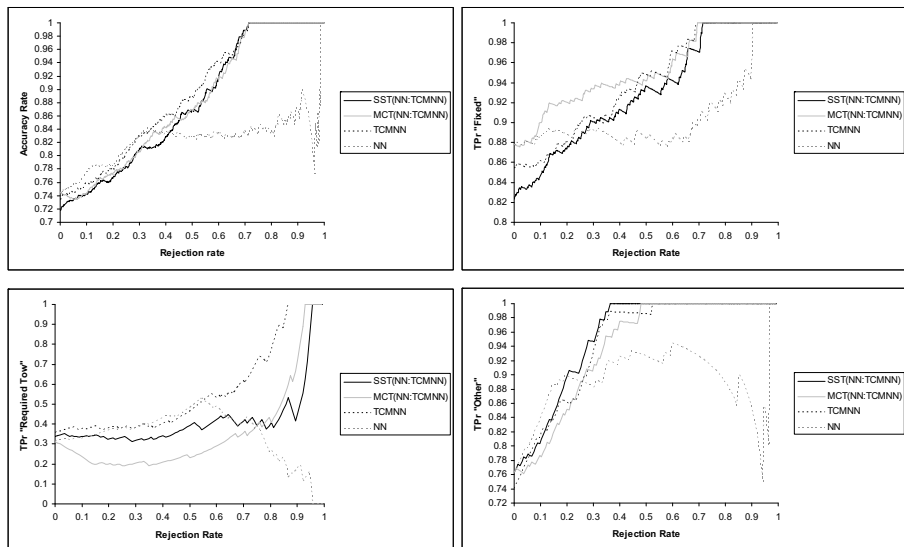 1
0.98
0.96
0.94
0.92
0.9
0.88
0.86
0.84
0.82
0.8
0.78
0.76
0.74
0.72
0.7
Accuracy Rate
0 0.1 0.2 0.3 0.4 0.5 0.6 0.7 0.8 0.9 1
Rejection rate
SST(NN:TCMNN)
MCT(NN:TCMNN)
TCMNN
NN
1
0.98
0.96
0.94
0.92
0.9
0.88
0.86
0.84
0.82
0.8
TPr "Fixed"
0 0.1 0.2 0.3 0.4 0.5 0.6 0.7 0.8 0.9 1
Rejection Rate
SST(NN:TCMNN)
MCT(NN:TCMNN)
TCMNN
NN
1
0.9
0.8
0.7
0.6
0.5
0.4
0.3
0.2
0.1
0
TPr "Required Tow"
0 0.1 0.2 0.3 0.4 0.5 0.6 0.7 0.8 0.9 1
Rejection Rate
SST(NN:TCMNN)
MCT(NN:TCMNN)
TCMNN
NN
1
0.98
0.96
0.94
0.92
0.9
0.88
0.86
0.84
0.82
0.8
0.78
0.76
0.74
0.72
TPr "Other"
0 0.1 0.2 0.3 0.4 0.5 0.6 0.7 0.8 0.9 1
Rejection Rate
SST(NN:TCMNN)
MCT(NN:TCMNN)
TCMNN
NN